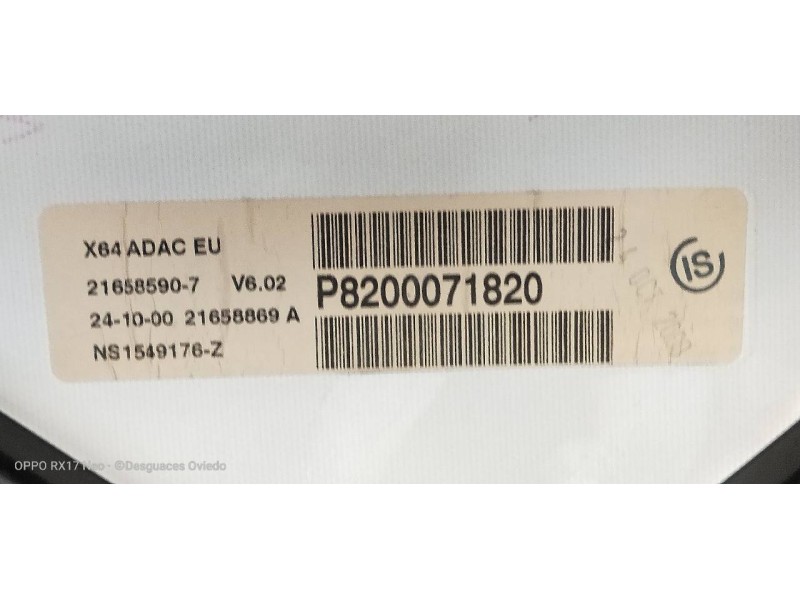 X64 ADAC EU
21658590-7 V6.02
24-10-00 21658869 A
NS1549176-Z
P8200071820
IS
OCT
OPPO RX17 Neo - ©Desguaces Oviedo